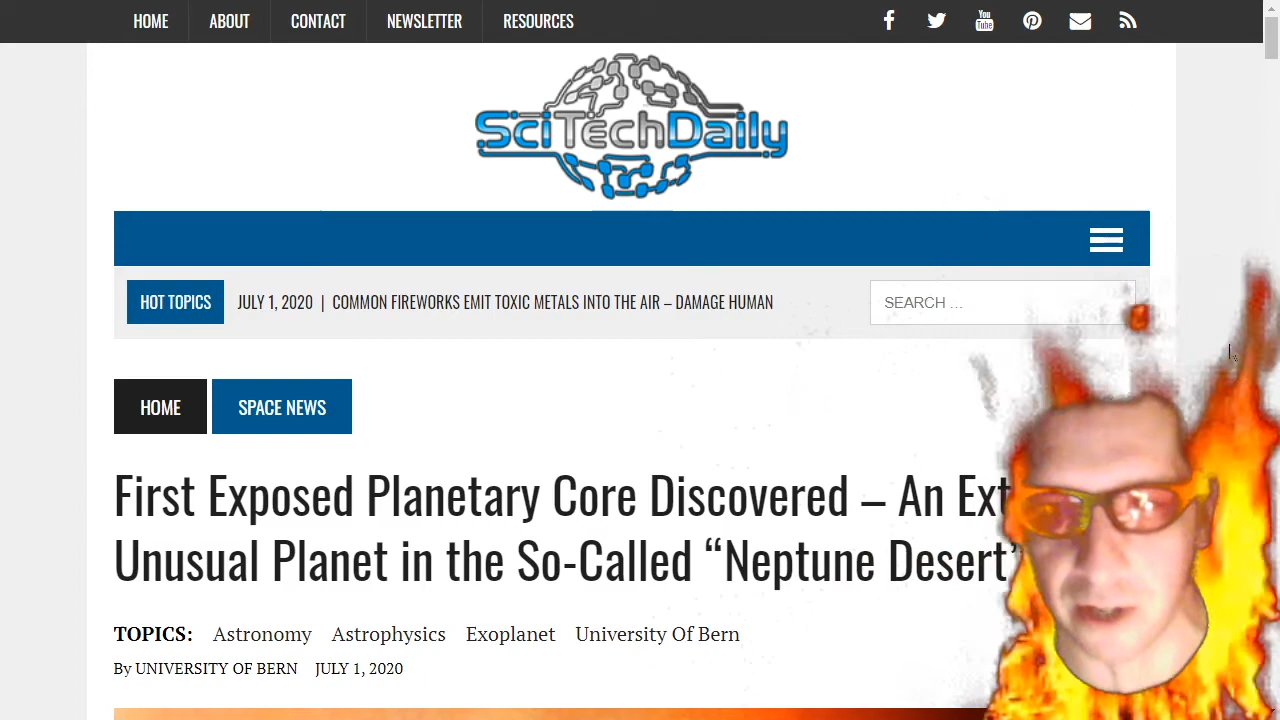 HOME ABOUT CONTACT NEWSLETTER RESOURCES
You
Tube
SciTechDaily
HOT TOPICS JULY 1, 2020 | COMMON FIREWORKS EMIT TOXIC METALS INTO THE AIR – DAMAGE HUMAN SEARCH ...
HOME SPACE NEWS
First Exposed Planetary Core Discovered – An
Unusual Planet in the So-Called “Neptune Desert”
TOPICS: Astronomy Astrophysics Exoplanet University Of Bern
By UNIVERSITY OF BERN JULY 1, 2020